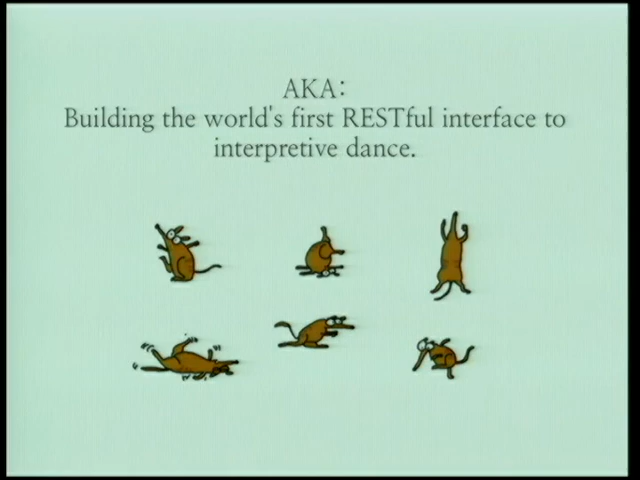 AKA:
Building the world's first RESTful interface to
interpretive dance.